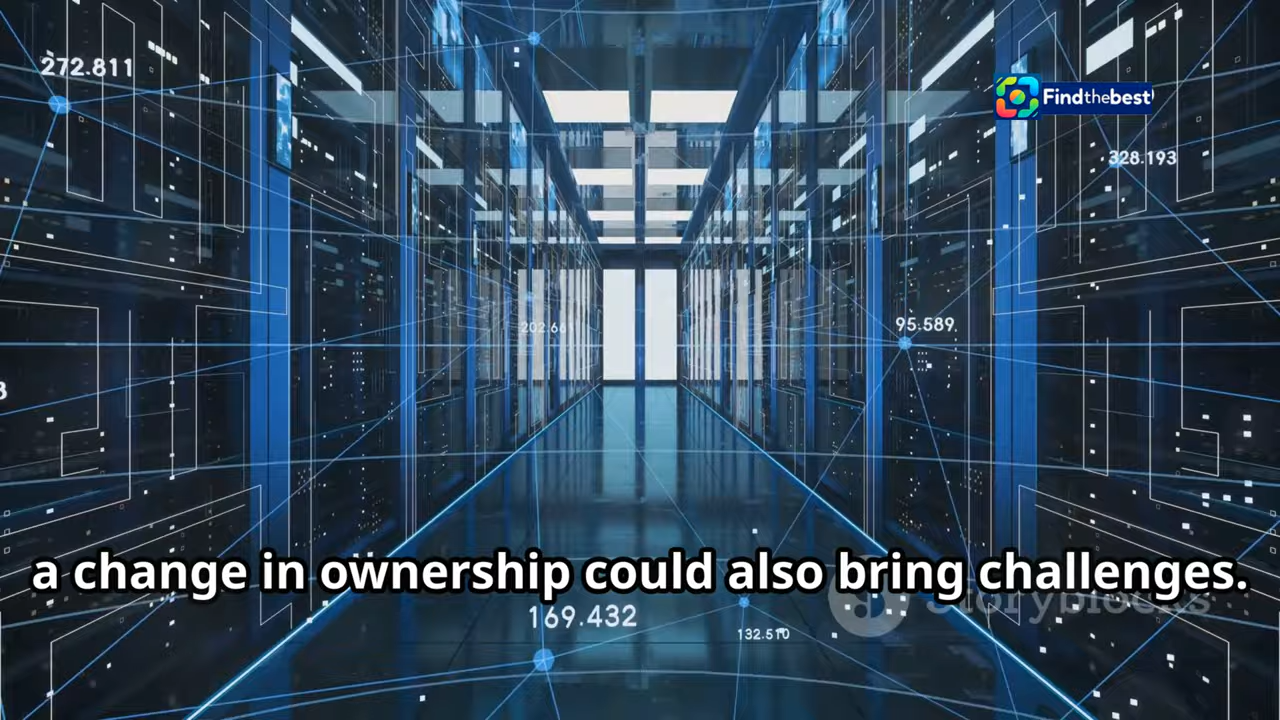 272.811
Findthebest
328.193
202.66
95.589
a change in ownership could also bring challenges.
Storyblocks
169.432
132.510